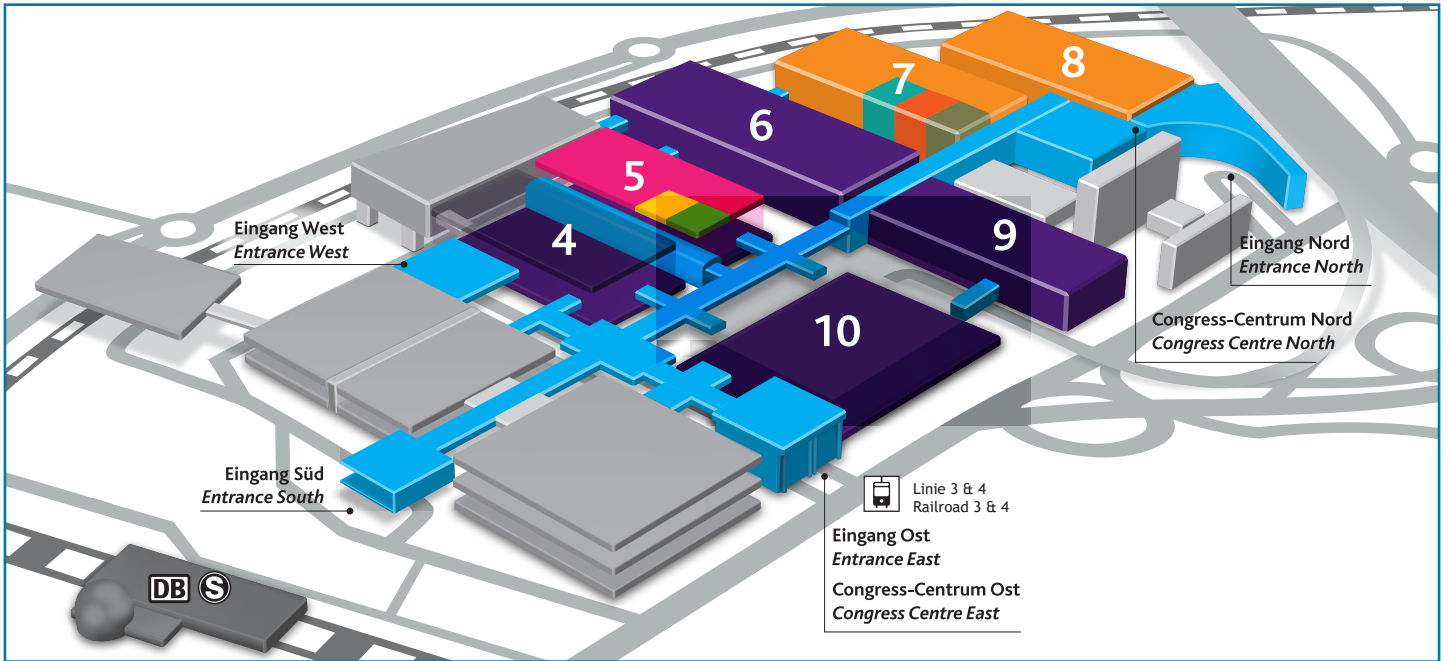 8
7
6
5
4
9
10
Eingang West
Entrance West
Eingang Nord
Entrance North
Congress-Centrum Nord
Congress Centre North
Eingang Süd
Entrance South
Linie 3 & 4
Railroad 3 & 4
Eingang Ost
Entrance East
Congress-Centrum Ost
Congress Centre East
DB S